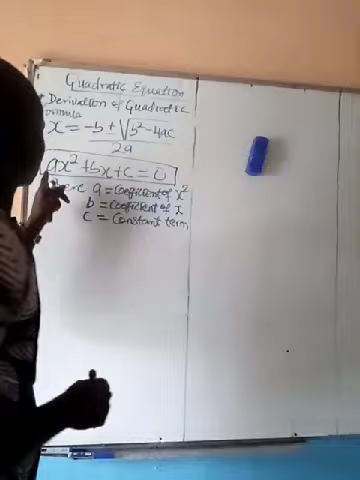 Quadratic Equation
Derivation of Quadratic
Formula
x = -b ± √b² - 4ac
2a
ax² + bx + c = 0
Where a = coefficient of x²
b = coefficient of x
c = constant term